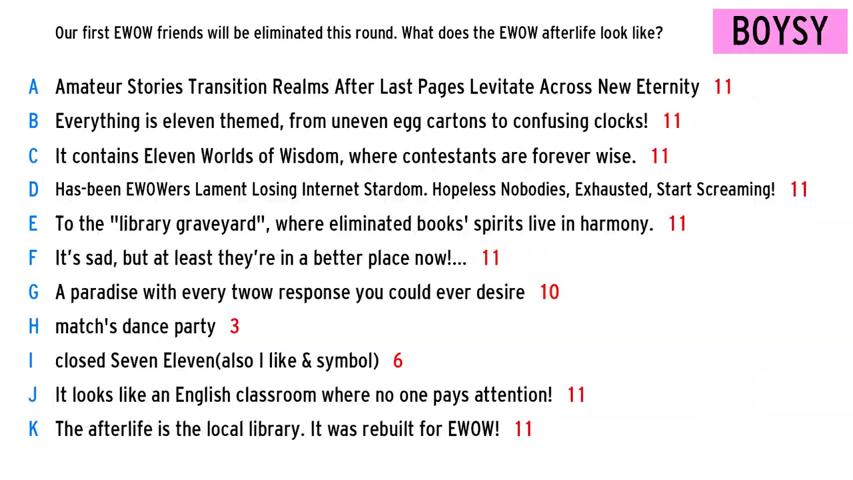 Our first EWOW friends will be eliminated this round. What does the EWOW afterlife look like?
BOYSY
A Amateur Stories Transition Realms After Last Pages Levitate Across New Eternity 11
B Everything is eleven themed, from uneven egg cartons to confusing clocks! 11
C It contains Eleven Worlds of Wisdom, where contestants are forever wise. 11
D Has-been EWOWers Lament Losing Internet Stardom. Hopeless Nobodies, Exhausted, Start Screaming! 11
E To the "library graveyard", where eliminated books' spirits live in harmony. 11
F It's sad, but at least they're in a better place now!... 11
G A paradise with every twow response you could ever desire 10
H match's dance party 3
I closed Seven Eleven(also I like & symbol) 6
J It looks like an English classroom where no one pays attention! 11
K The afterlife is the local library. It was rebuilt for EWOW! 11